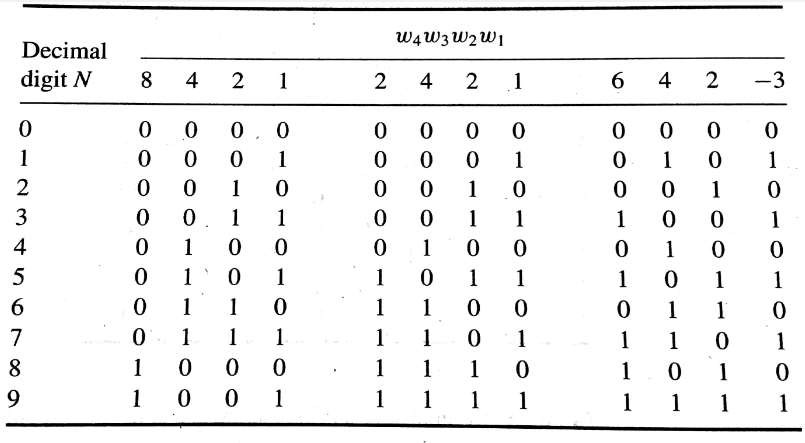 w₄w₃w₂w₁
Decimal
digit N 8 4 2 1 2 4 2 1 6 4 2 −3
0 0 0 0 0 0 0 0 0 0 0 0 0
1 0 0 0 1 0 0 0 1 0 1 0 1
2 0 0 1 0 0 0 1 0 0 0 1 0
3 0 0 1 1 0 0 1 1 1 0 0 1
4 0 1 0 0 0 1 0 0 0 1 0 0
5 0 1 0 1 1 0 1 1 1 0 1 1
6 0 1 1 0 1 1 0 0 0 1 1 0
7 0 1 1 1 1 1 0 1 1 1 0 1
8 1 0 0 0 1 1 1 0 1 0 1 0
9 1 0 0 1 1 1 1 1 1 1 1 1